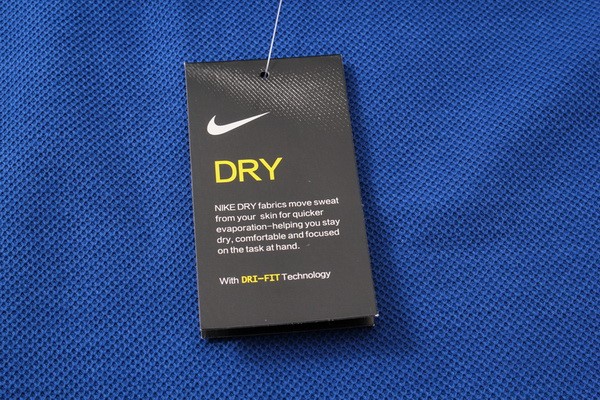 DRY
NIKE DRY fabrics move sweat
from your skin for quicker
evaporation-helping you stay
dry, comfortable and focused
on the task at hand.
With DRI-FIT Technology